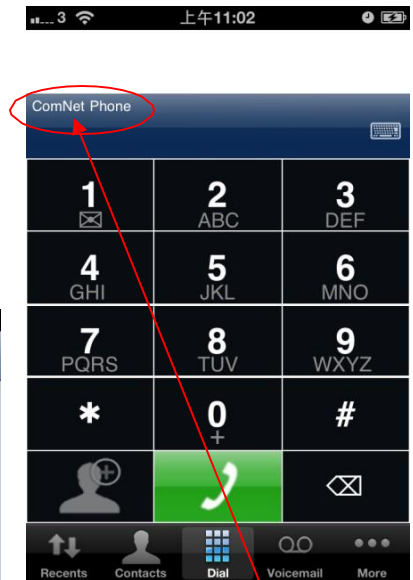 3 上午11:02
ComNet Phone
1 2 3
ABC DEF
4 5 6
GHI JKL MNO
7 8 9
PQRS TUV WXYZ
* 0 #
+
Recents Contacts Dial Voicemail More